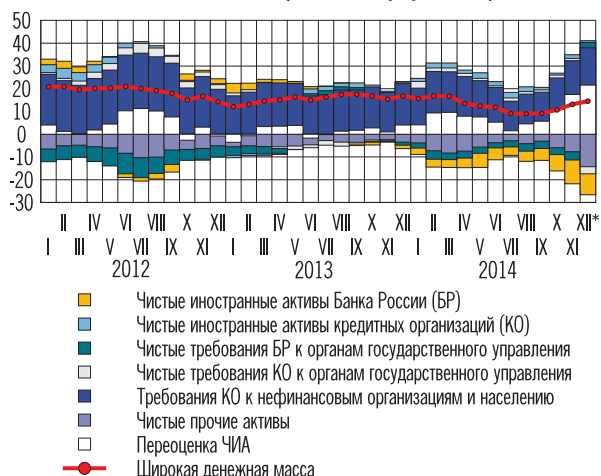 50
40
30
20
10
0
-10
-20
-30
II IV VI VIII X XII II IV VI VIII X XII II IV VI VIII X XII*
I III V VII IX XI I III V VII IX XI I III V VII IX XI
2012 2013 2014
Чистые иностранные активы Банка России (БР)
Чистые иностранные активы кредитных организаций (КО)
Чистые требования БР к органам государственного управления
Чистые требования КО к органам государственного управления
Требования КО к нефинансовым организациям и населению
Чистые прочие активы
Переоценка ЧИА
Широкая денежная масса